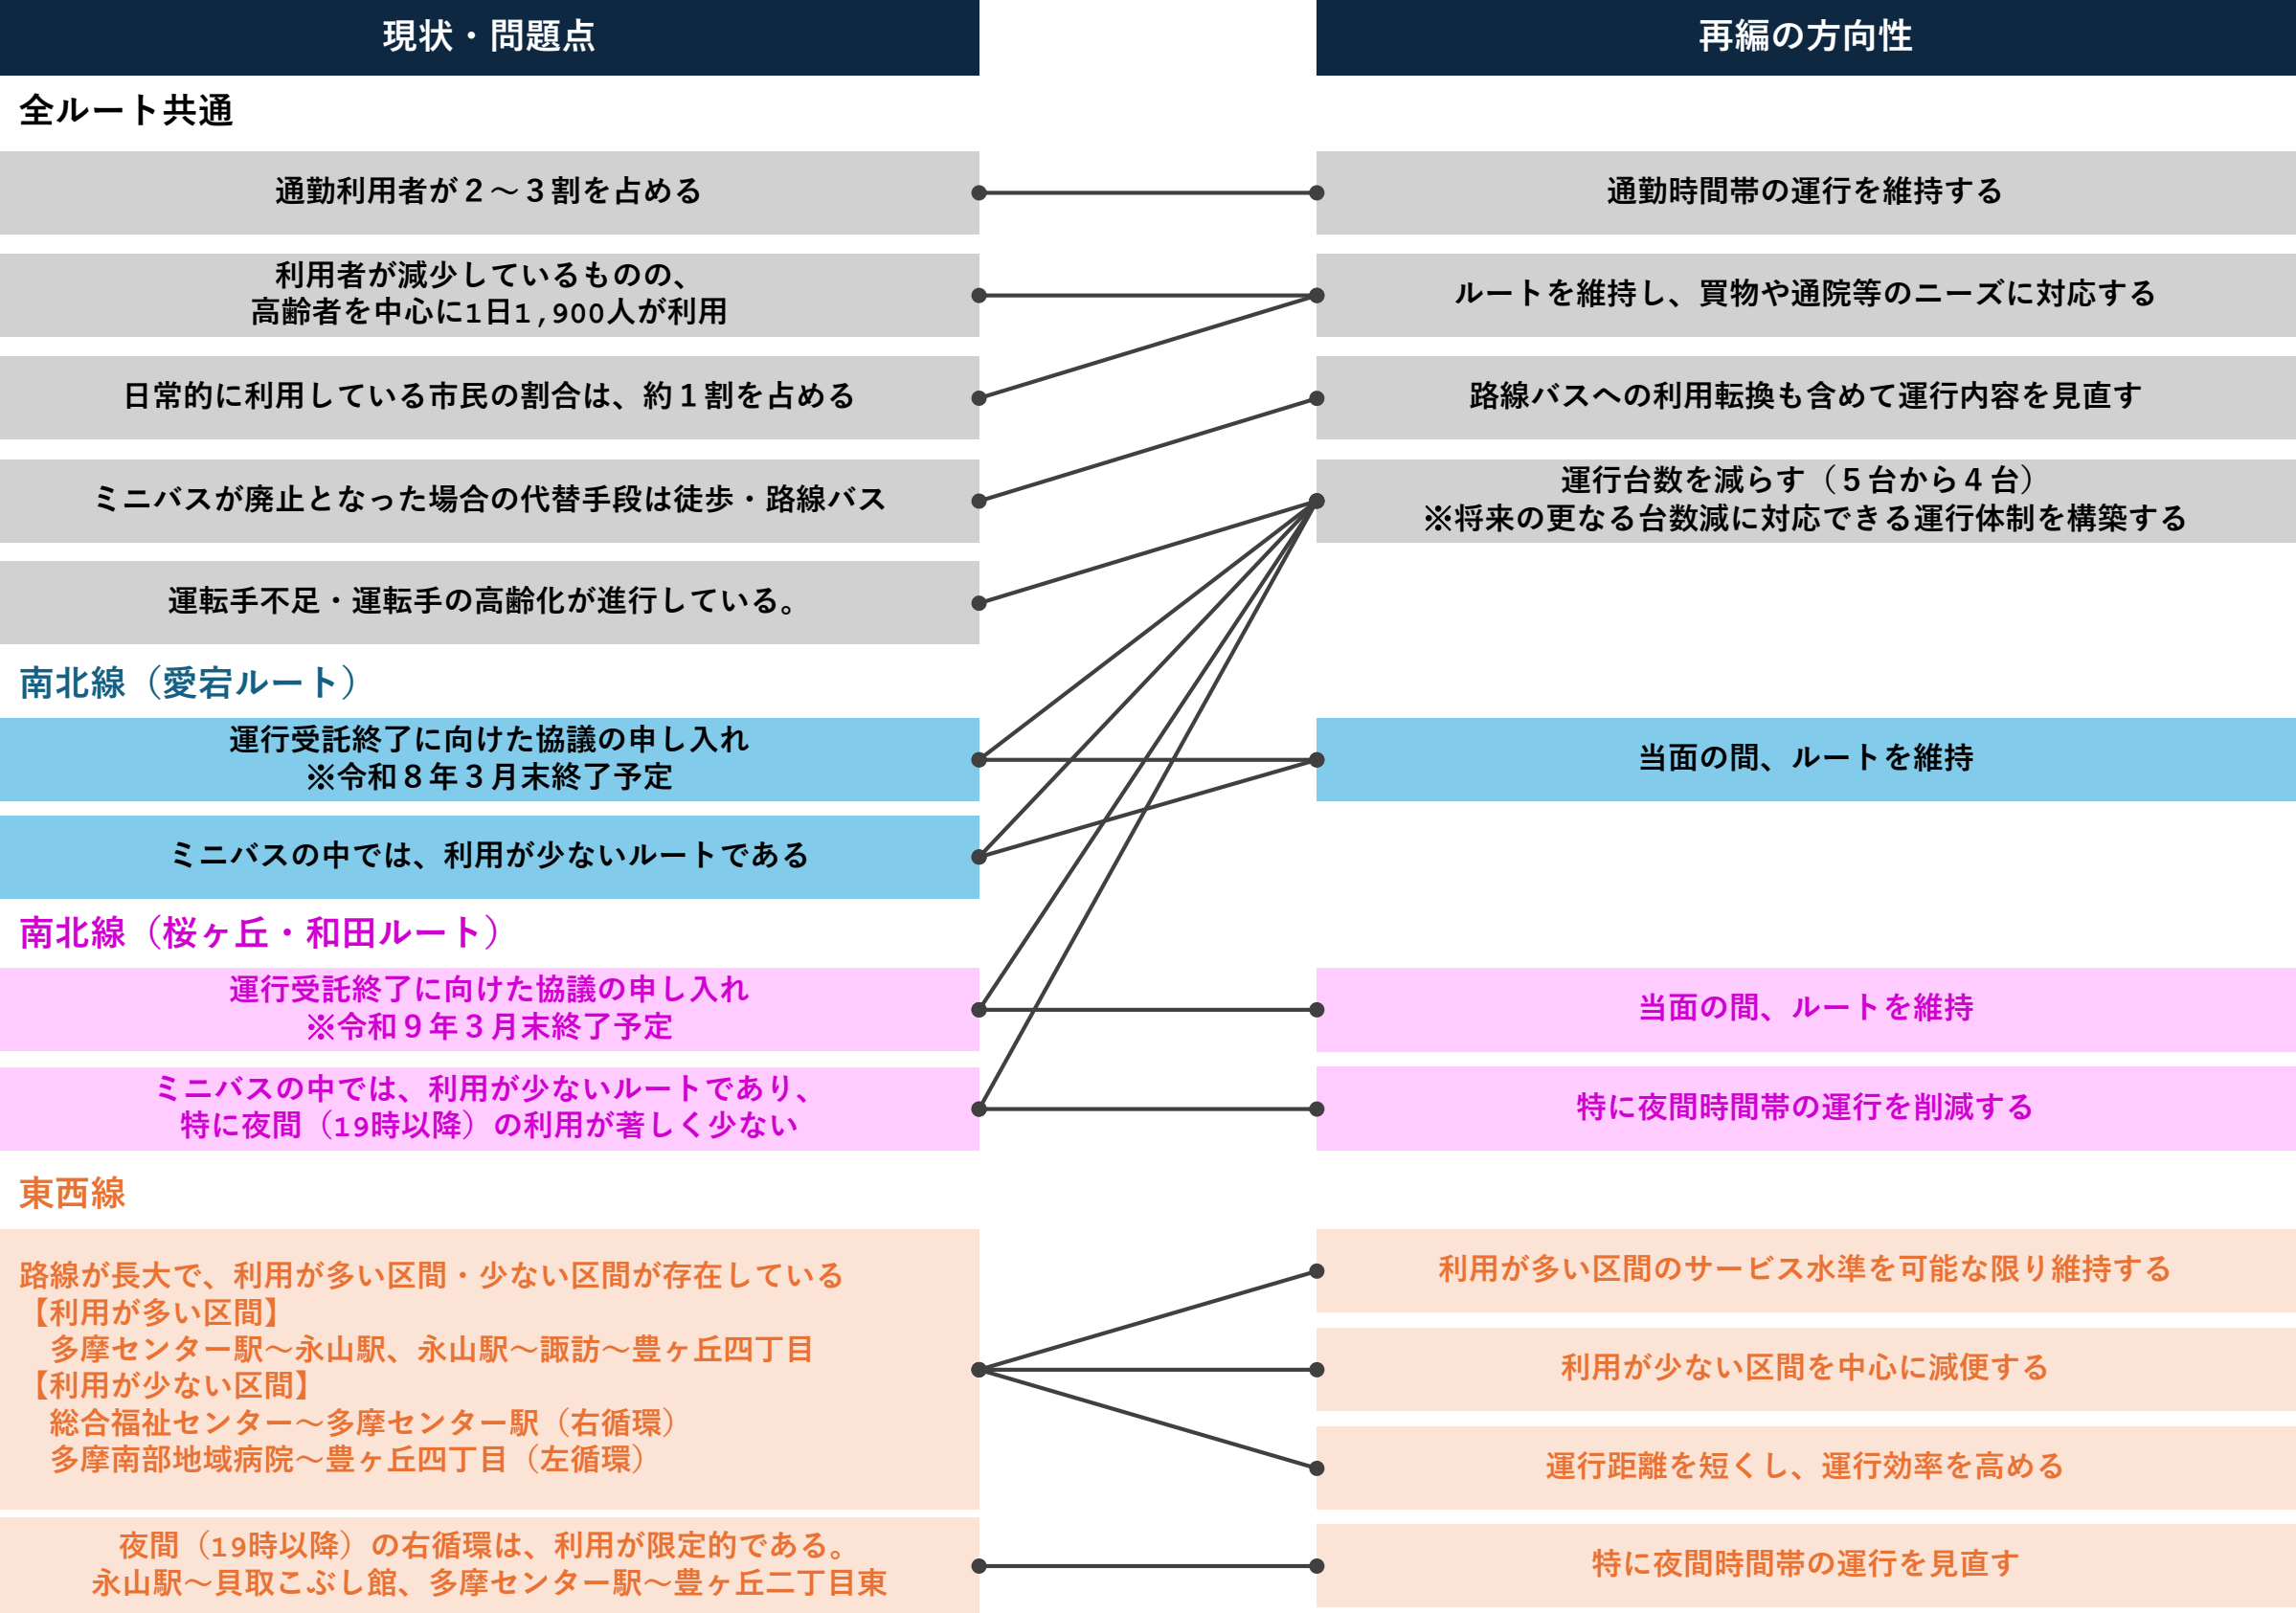 現状・問題点
再編の方向性
全ルート共通
通勤利用者が２～３割を占める
通勤時間帯の運行を維持する
利用者が減少しているものの、
高齢者を中心に1日1,900人が利用
ルートを維持し、買物や通院等のニーズに対応する
日常的に利用している市民の割合は、約１割を占める
路線バスへの利用転換も含めて運行内容を見直す
ミニバスが廃止となった場合の代替手段は徒歩・路線バス
運行台数を減らす（５台から４台）
※将来の更なる台数減に対応できる運行体制を構築する
運転手不足・運転手の高齢化が進行している。
南北線（愛宕ルート）
運行受託終了に向けた協議の申し入れ
※令和８年３月末終了予定
当面の間、ルートを維持
ミニバスの中では、利用が少ないルートである
南北線（桜ヶ丘・和田ルート）
運行受託終了に向けた協議の申し入れ
※令和９年３月末終了予定
当面の間、ルートを維持
ミニバスの中では、利用が少ないルートであり、
特に夜間（19時以降）の利用が著しく少ない
特に夜間時間帯の運行を削減する
東西線
路線が長大で、利用が多い区間・少ない区間が存在している
【利用が多い区間】
多摩センター駅～永山駅、永山駅～諏訪～豊ヶ丘四丁目
【利用が少ない区間】
総合福祉センター～多摩センター駅（右循環）
多摩南部地域病院～豊ヶ丘四丁目（左循環）
利用が多い区間のサービス水準を可能な限り維持する
利用が少ない区間を中心に減便する
運行距離を短くし、運行効率を高める
夜間（19時以降）の右循環は、利用が限定的である。
永山駅～貝取こぶし館、多摩センター駅～豊ヶ丘二丁目東
特に夜間時間帯の運行を見直す